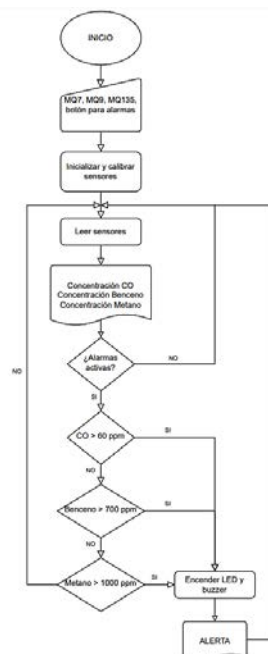 INICIO
MQ7, MQ9, MQ135,
botón para alarmas
Inicializar y calibrar
sensores
Leer sensores
Concentración CO
Concentración Benceno
Concentración Metano
¿Alarmas
activas?
NO
NO
SI
CO > 60 ppm
SI
NO
Benceno > 700 ppm
SI
NO
Metano > 1000 ppm
SI
Encender LED y
buzzer
ALERTA